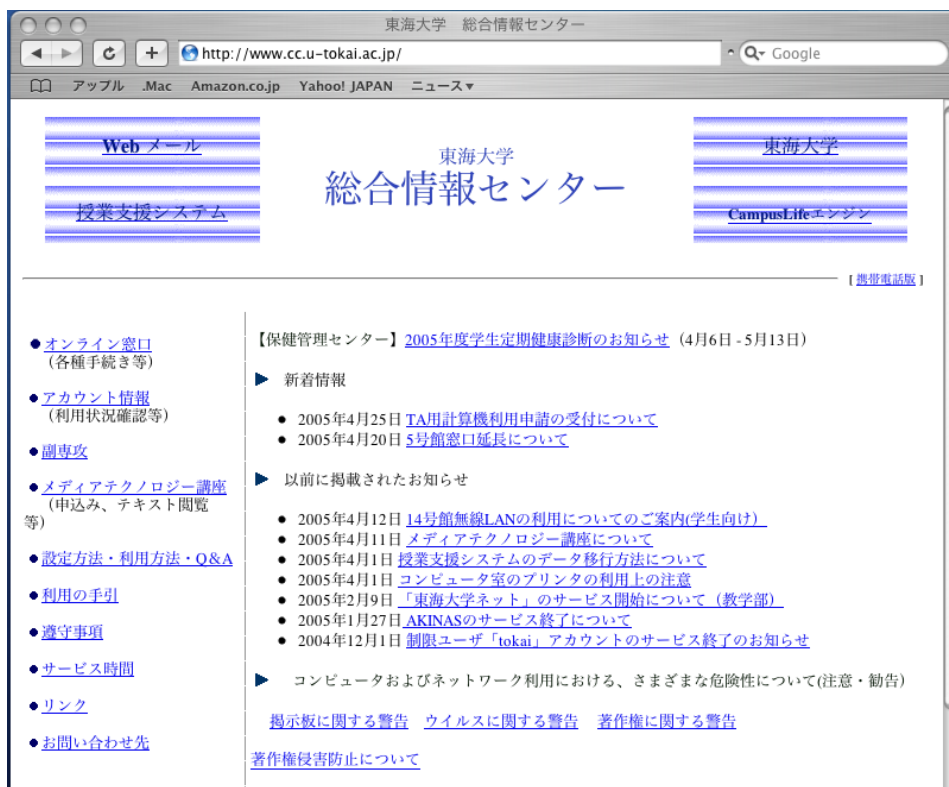 東海大学 総合情報センター
http://www.cc.u-tokai.ac.jp/
Google
アップル .Mac Amazon.co.jp Yahoo! JAPAN ニュース▼
Web メール
授業支援システム
東海大学
総合情報センター
東海大学
CampusLifeエンジン
[ 携帯電話版 ]
●オンライン窓口
（各種手続き等）
●アカウント情報
（利用状況確認等）
●副専攻
●メディアテクノロジー講座
（申込み、テキスト閲覧
等）
●設定方法・利用方法・Q&A
●利用の手引
●遵守事項
●サービス時間
●リンク
●お問い合わせ先
【保健管理センター】2005年度学生定期健康診断のお知らせ（4月6日 - 5月13日）
新着情報
● 2005年4月25日 TA用計算機利用申請の受付について
● 2005年4月20日 5号館窓口延長について
以前に掲載されたお知らせ
● 2005年4月12日 14号館無線LANの利用についてのご案内(学生向け）
● 2005年4月11日 メディアテクノロジー講座について
● 2005年4月1日 授業支援システムのデータ移行方法について
● 2005年4月1日 コンピュータ室のプリンタの利用上の注意
● 2005年2月9日 「東海大学ネット」のサービス開始について（教学部）
● 2005年1月27日 AKINASのサービス終了について
● 2004年12月1日 制限ユーザ「tokai」アカウントのサービス終了のお知らせ
コンピュータおよびネットワーク利用における、さまざまな危険性について(注意・勧告）
掲示板に関する警告 ウイルスに関する警告 著作権に関する警告
著作権侵害防止について